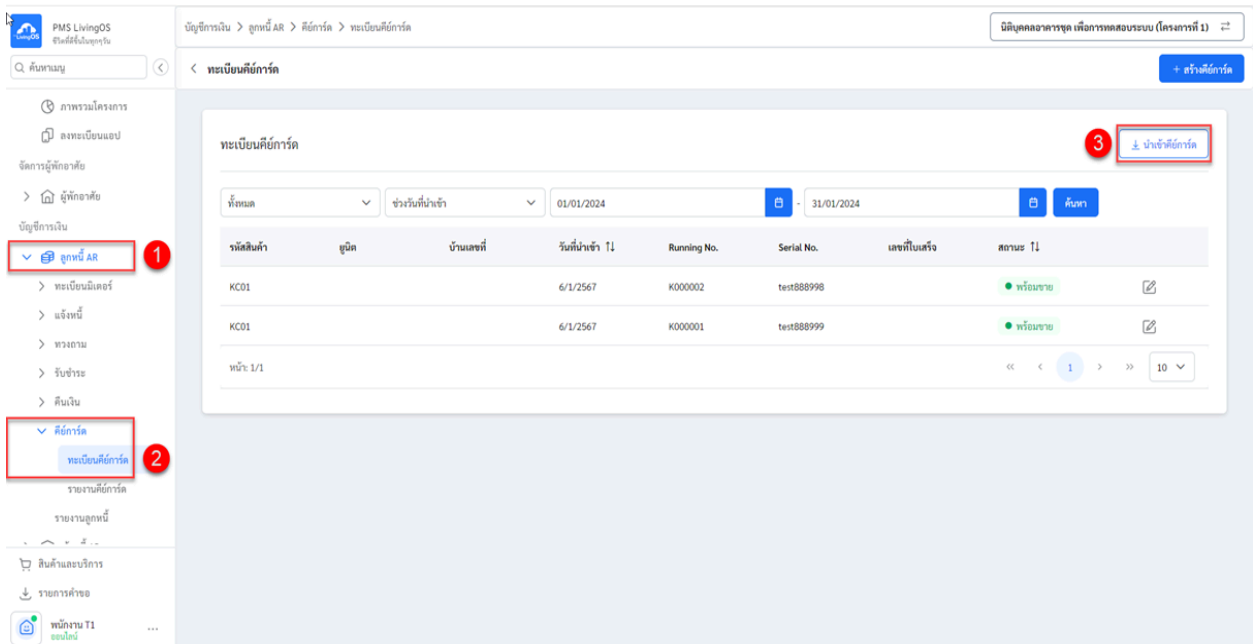 LivingOS
PMS LivingOS
ชีวิตที่ดีขึ้นในทุกๆวัน
ค้นหาเมนู
ภาพรวมโครงการ
ลงทะเบียนแอป
จัดการผู้พักอาศัย
ผู้พักอาศัย
บัญชีการเงิน
ลูกหนี้ AR
1
ทะเบียนมิเตอร์
แจ้งหนี้
ทวงถาม
รับชำระ
คืนเงิน
คีย์การ์ด
ทะเบียนคีย์การ์ด
2
รายงานคีย์การ์ด
รายงานลูกหนี้
สินค้าและบริการ
รายการคำขอ
พนักงาน T1
ออนไลน์
บัญชีการเงิน > ลูกหนี้ AR > คีย์การ์ด > ทะเบียนคีย์การ์ด
นิติบุคคลอาคารชุด เพื่อการทดสอบระบบ (โครงการที่ 1)
ทะเบียนคีย์การ์ด
+ สร้างคีย์การ์ด
ทะเบียนคีย์การ์ด
3
นำเข้าคีย์การ์ด
ทั้งหมด ช่วงวันที่นำเข้า 01/01/2024 - 31/01/2024 ค้นหา
รหัสสินค้า ยูนิต บ้านเลขที่ วันที่นำเข้า ↑↓ Running No. Serial No. เลขที่ใบเสร็จ สถานะ ↑↓
KC01 6/1/2567 K000002 test888998 พร้อมขาย
KC01 6/1/2567 K000001 test888999 พร้อมขาย
หน้า: 1/1 « < 1 > » 10